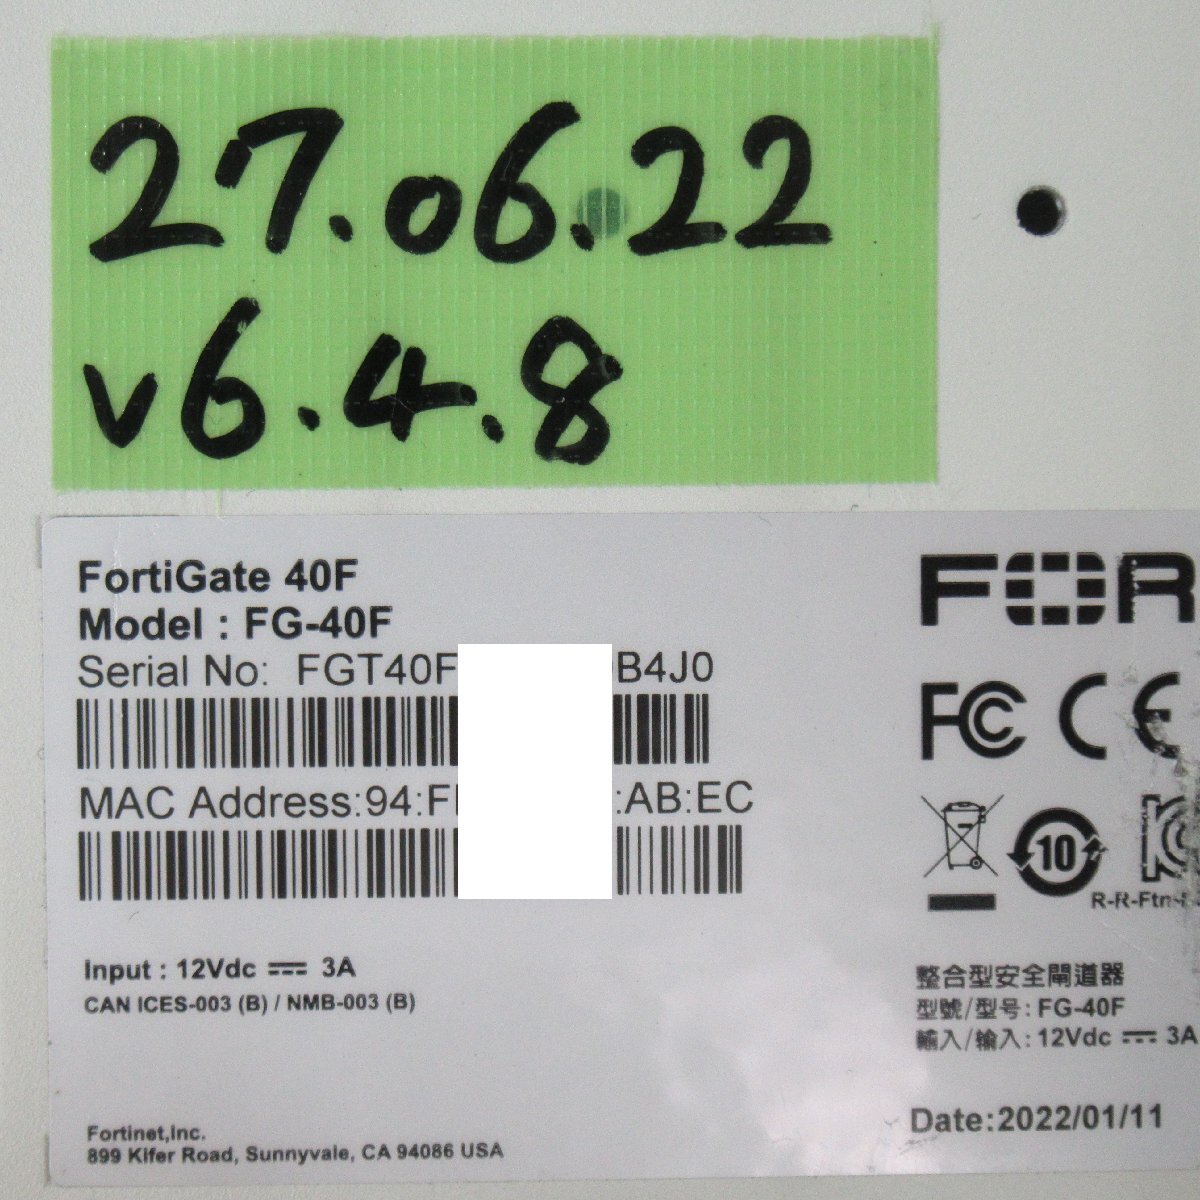 27.06.22
v6.4.8
FortiGate 40F
Model : FG-40F
Serial No: FGT40F B4J0
MAC Address:94:F :AB:EC
Input : 12Vdc ⎓ 3A
CAN ICES-003 (B) / NMB-003 (B)
Fortinet,Inc.
899 Kifer Road, Sunnyvale, CA 94086 USA
FOR
FC CE
10
R-R-Ftn-
整合型安全閘道器
型號/型号: FG-40F
輸入/输入: 12Vdc ⎓ 3A
Date:2022/01/11